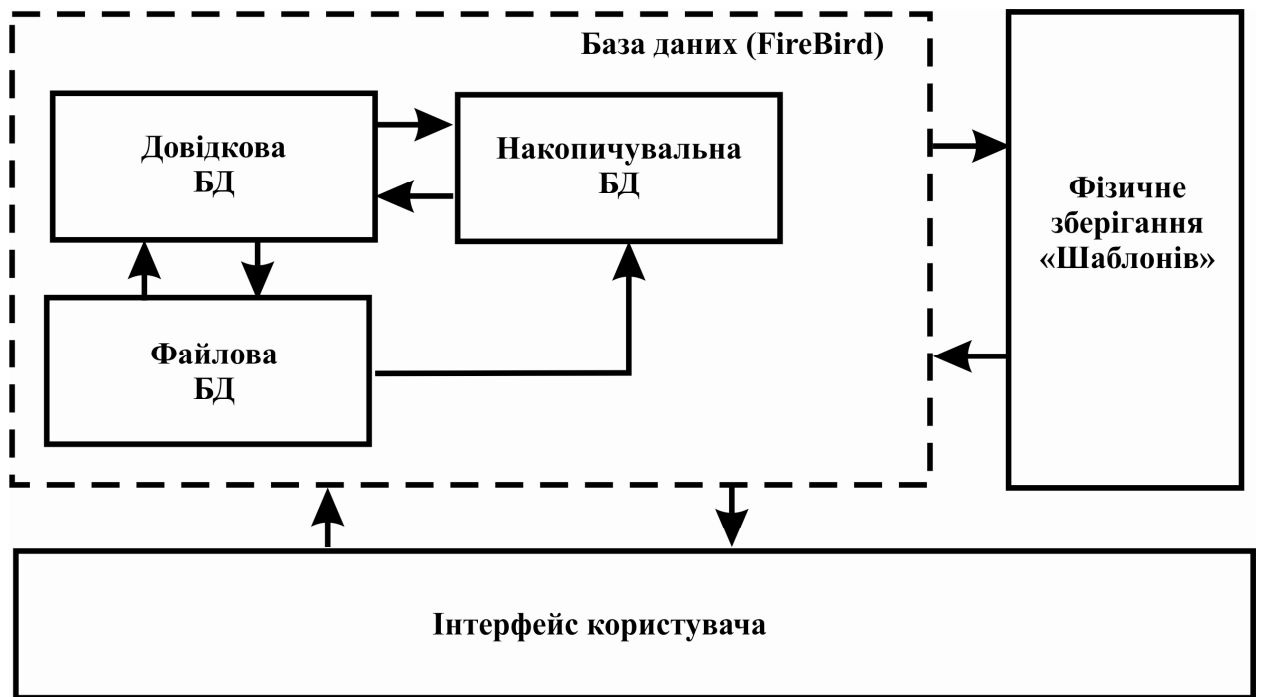 База даних (FireBird)
Довідкова
БД
Накопичувальна
БД
Фізичне
зберігання
«Шаблонів»
Файлова
БД
Інтерфейс користувача